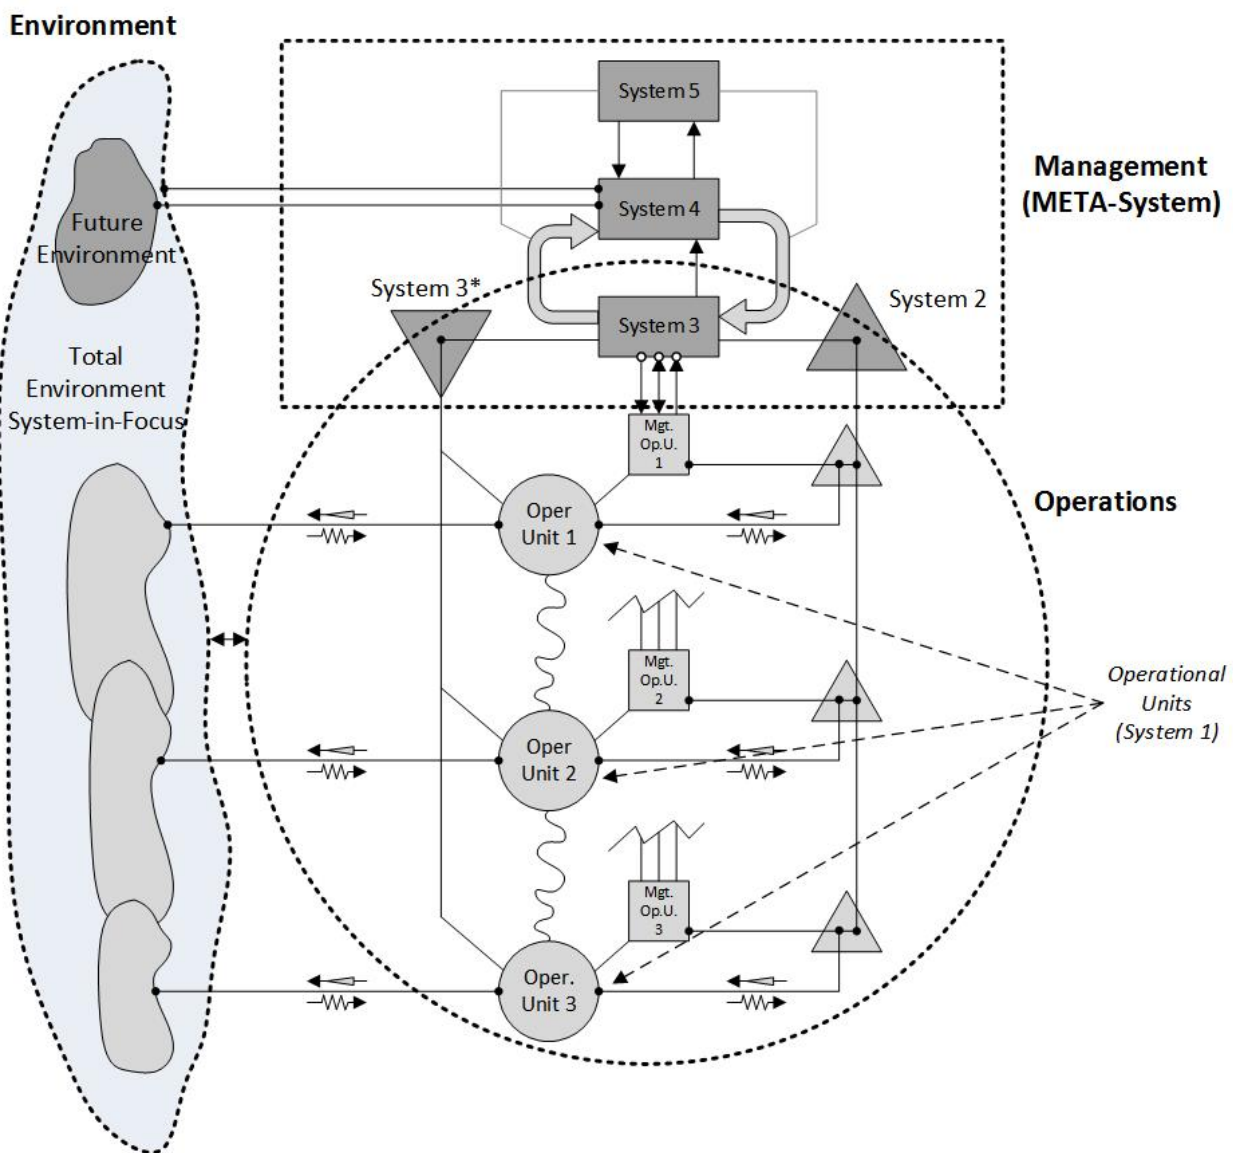 Environment
System 5
Management
(META-System)
System 4
Future
Environment
System 3*
System 2
System 3
Total
Environment
System-in-Focus
Mgt.
Op.U.
1
Operations
Oper
Unit 1
Mgt.
Op.U.
2
Operational
Units
(System 1)
Oper
Unit 2
Mgt.
Op.U.
3
Oper.
Unit 3